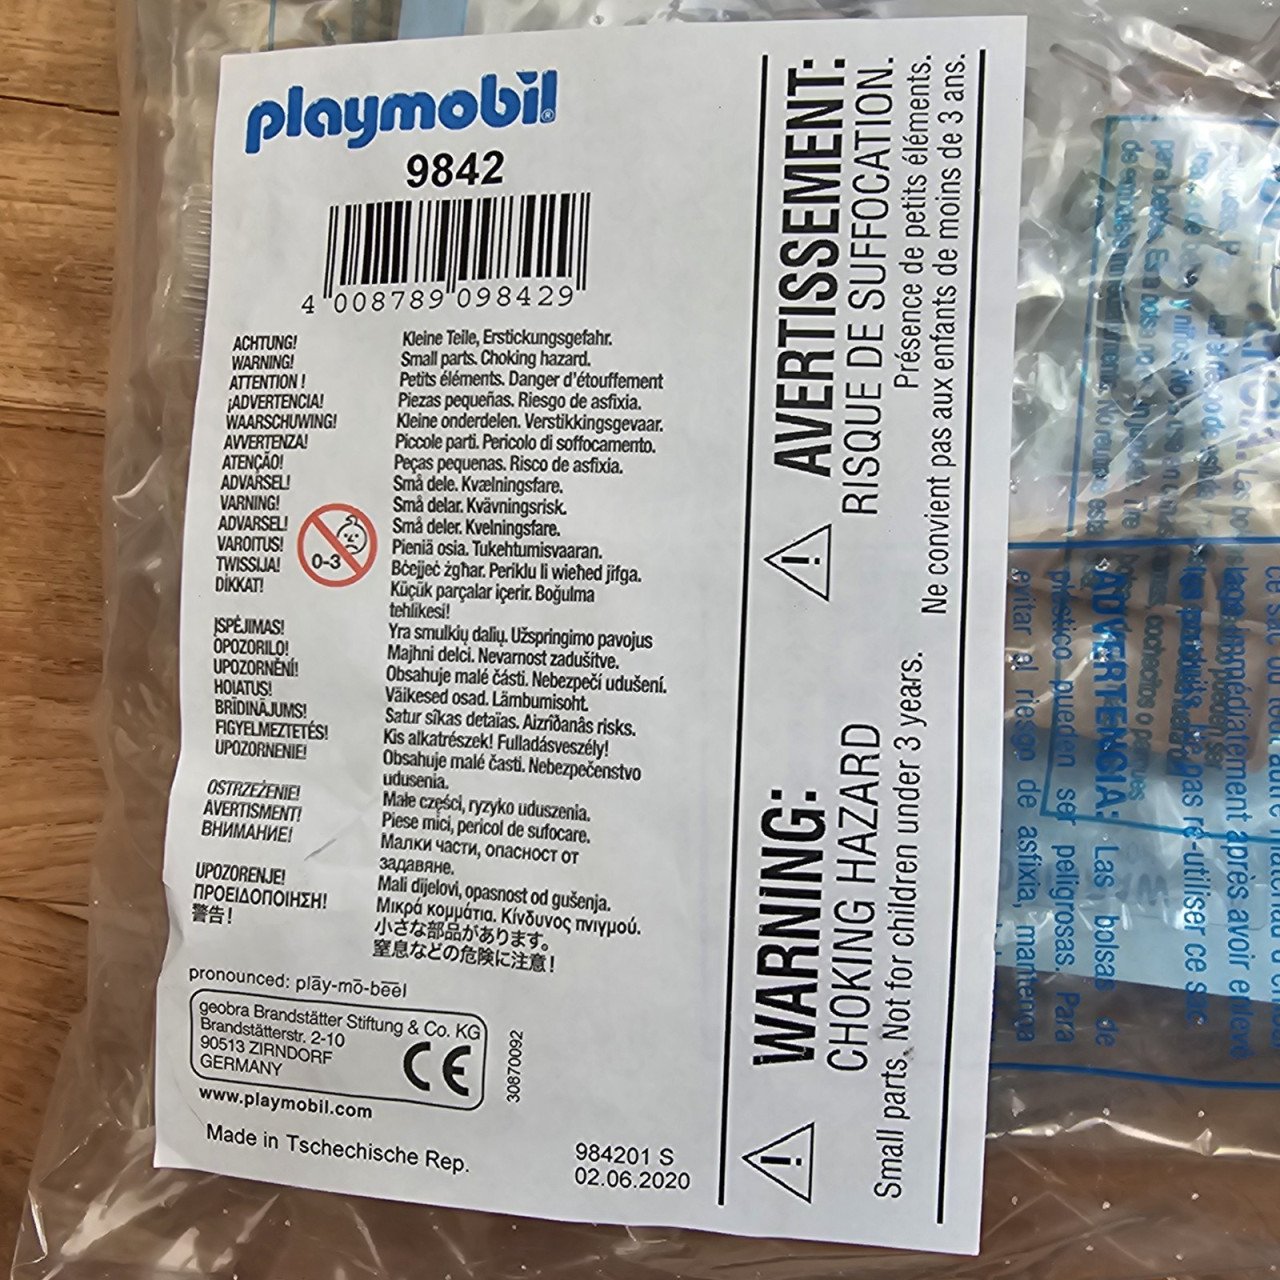 playmobil®
9842
4 008789 098429
ACHTUNG! Kleine Teile, Erstickungsgefahr.
WARNING! Small parts. Choking hazard.
ATTENTION ! Petits éléments. Danger d'étouffement
¡ADVERTENCIA! Piezas pequeñas. Riesgo de asfixia.
WAARSCHUWING! Kleine onderdelen. Verstikkingsgevaar.
AVVERTENZA! Piccole parti. Pericolo di soffocamento.
ATENÇÃO! Peças pequenas. Risco de asfixia.
ADVARSEL! Små dele. Kvælningsfare.
VARNING! Små delar. Kvävningsrisk.
ADVARSEL! Små deler. Kvelningsfare.
VAROITUS! Pieniä osia. Tukehtumisvaaran.
TWISSIJA! Bċejjeċ żgħar. Periklu li wieħed jifga.
DİKKAT! Küçük parçalar içerir. Boğulma
tehlikesi!
0-3
ĮSPĖJIMAS! Yra smulkių dalių. Užspringimo pavojus
OPOZORILO! Majhni delci. Nevarnost zadušitve.
UPOZORNĚNÍ! Obsahuje malé části. Nebezpečí udušení.
HOIATUS! Väikesed osad. Lämbumisoht.
BRĪDINĀJUMS! Satur sīkas detaļas. Aizrīšanās risks.
FIGYELMEZTETÉS! Kis alkatrészek! Fulladásveszély!
UPOZORNENIE! Obsahuje malé časti. Nebezpečenstvo
udusenia.
OSTRZEŻENIE! Małe części, ryzyko uduszenia.
AVERTISMENT! Piese mici, pericol de sufocare.
ВНИМАНИЕ! Малки части, опасност от
задавяне.
UPOZORENJE! Mali dijelovi, opasnost od gušenja.
ΠΡΟΕΙΔΟΠΟΙΗΣΗ! Μικρά κομμάτια. Κίνδυνος πνιγμού.
警告! 小さな部品があります。
窒息などの危険に注意!
pronounced: plāy-mō-bēēl
geobra Brandstätter Stiftung & Co. KG
Brandstätterstr. 2-10
90513 ZIRNDORF
GERMANY
CE
30870092
www.playmobil.com
Made in Tschechische Rep.
984201 S
02.06.2020
AVERTISSEMENT:
RISQUE DE SUFFOCATION.
Présence de petits éléments.
Ne convient pas aux enfants de moins de 3 ans.
WARNING:
CHOKING HAZARD
Small parts. Not for children under 3 years.
ADVERTENCIA: Las bolsas de
plástico pueden ser peligrosas. Para
evitar el riesgo de asfixia, mantenga
immédiatement après avoir enlevé
pas ré-utiliser ce sac